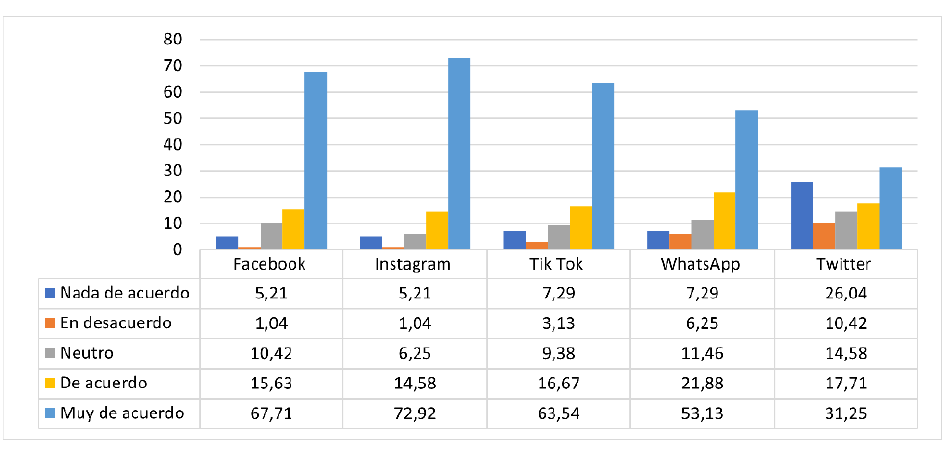 80
70
60
50
40
30
20
10
0
Facebook Instagram Tik Tok WhatsApp Twitter
Nada de acuerdo 5,21 5,21 7,29 7,29 26,04
En desacuerdo 1,04 1,04 3,13 6,25 10,42
Neutro 10,42 6,25 9,38 11,46 14,58
De acuerdo 15,63 14,58 16,67 21,88 17,71
Muy de acuerdo 67,71 72,92 63,54 53,13 31,25